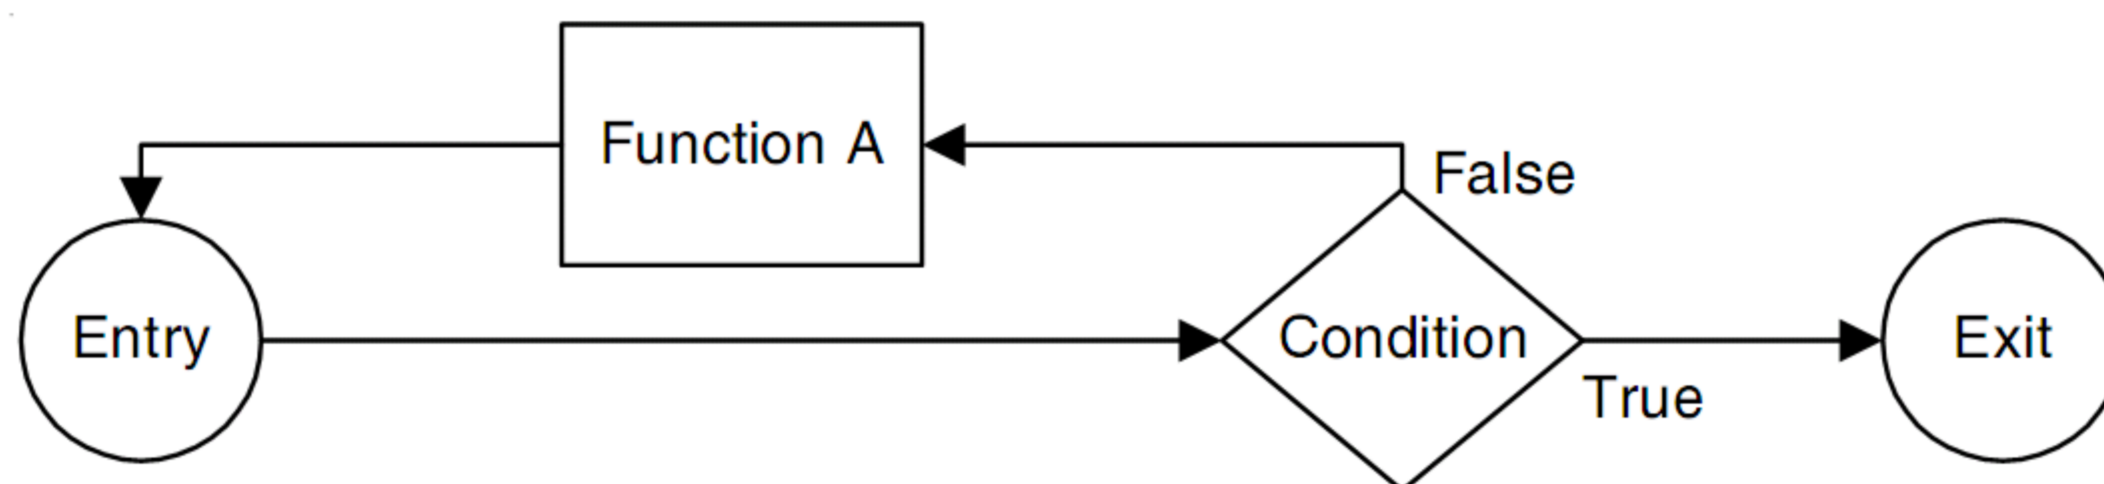 Function A
False
Entry
Condition
Exit
True